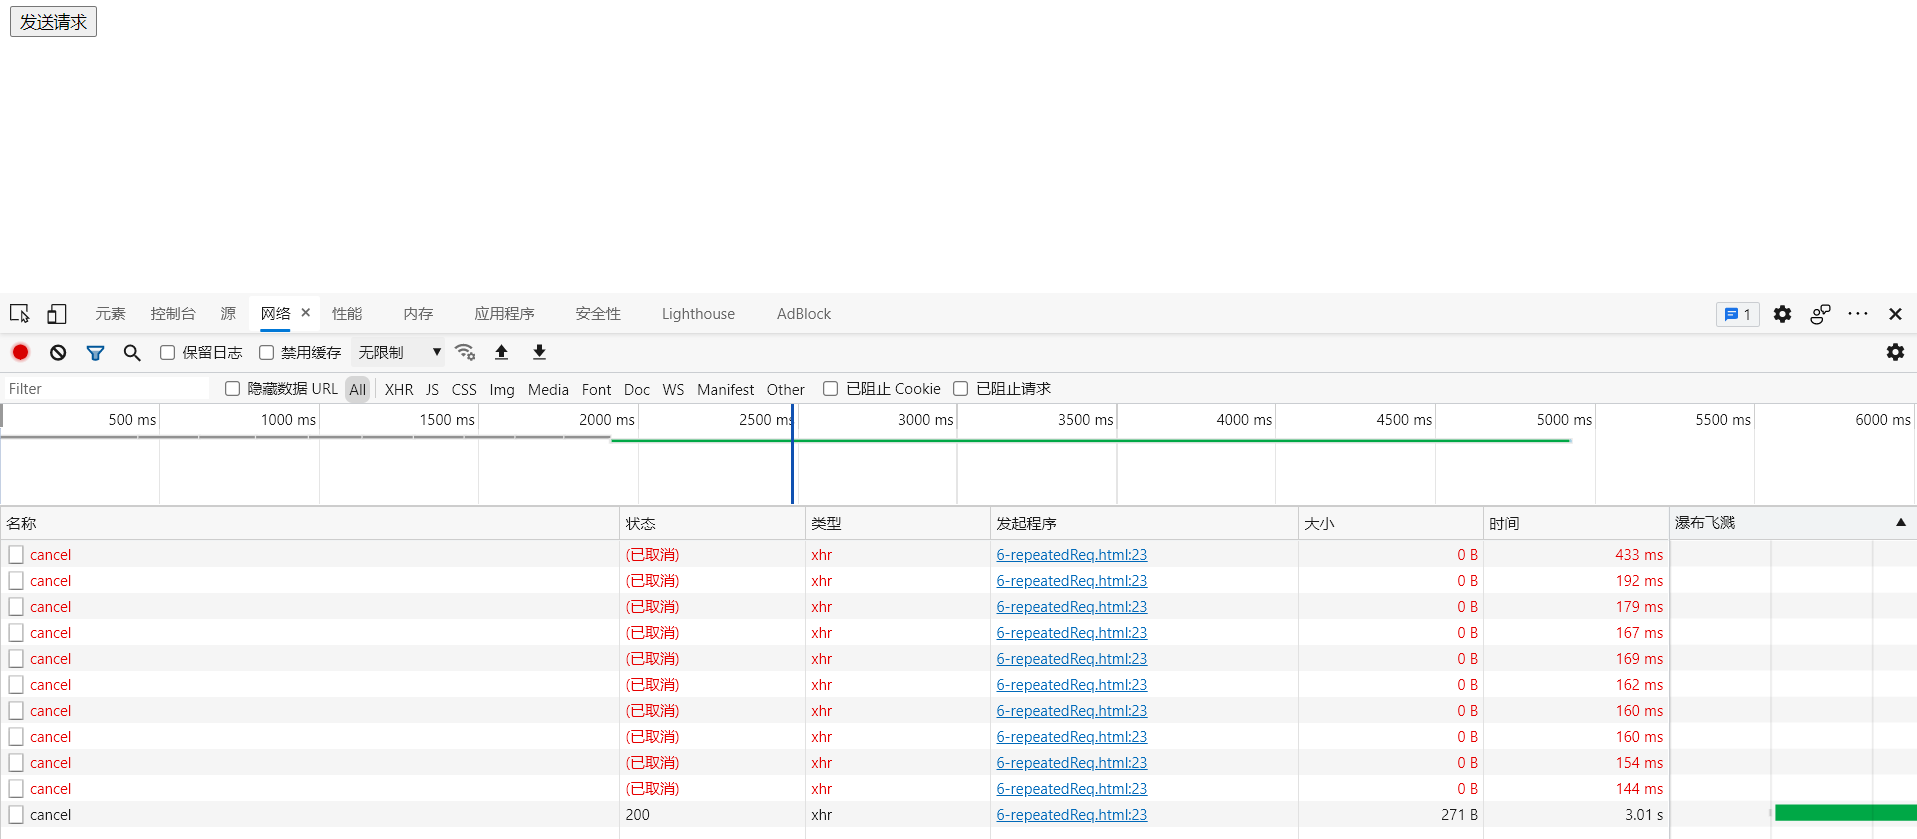 发送请求
元素 控制台 源 网络 × 性能 内存 应用程序 安全性 Lighthouse AdBlock 1
保留日志 禁用缓存 无限制
Filter 隐藏数据 URL All XHR JS CSS Img Media Font Doc WS Manifest Other 已阻止 Cookie 已阻止请求
500 ms 1000 ms 1500 ms 2000 ms 2500 ms 3000 ms 3500 ms 4000 ms 4500 ms 5000 ms 5500 ms 6000 ms
名称 状态 类型 发起程序 大小 时间 瀑布飞溅
cancel (已取消) xhr 6-repeatedReq.html:23 0 B 433 ms
cancel (已取消) xhr 6-repeatedReq.html:23 0 B 192 ms
cancel (已取消) xhr 6-repeatedReq.html:23 0 B 179 ms
cancel (已取消) xhr 6-repeatedReq.html:23 0 B 167 ms
cancel (已取消) xhr 6-repeatedReq.html:23 0 B 169 ms
cancel (已取消) xhr 6-repeatedReq.html:23 0 B 162 ms
cancel (已取消) xhr 6-repeatedReq.html:23 0 B 160 ms
cancel (已取消) xhr 6-repeatedReq.html:23 0 B 160 ms
cancel (已取消) xhr 6-repeatedReq.html:23 0 B 154 ms
cancel (已取消) xhr 6-repeatedReq.html:23 0 B 144 ms
cancel 200 xhr 6-repeatedReq.html:23 271 B 3.01 s